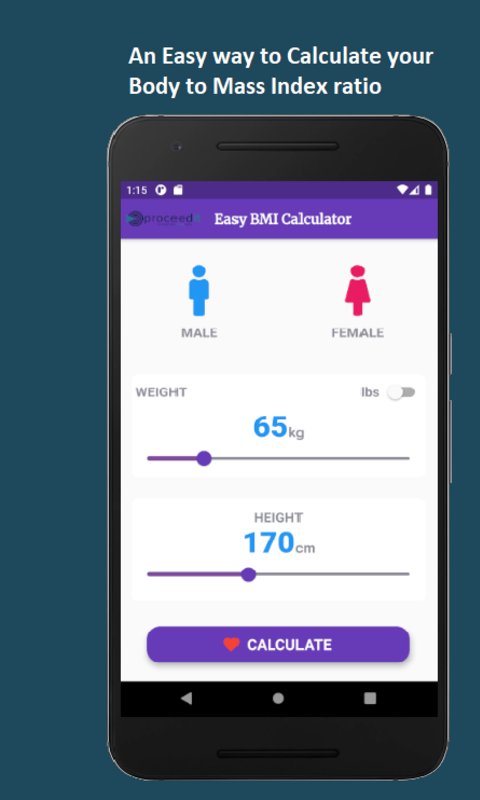 An Easy way to Calculate your
Body to Mass Index ratio
1:15
proceed
Easy BMI Calculator
MALE
FEMALE
WEIGHT
lbs
65kg
HEIGHT
170cm
CALCULATE